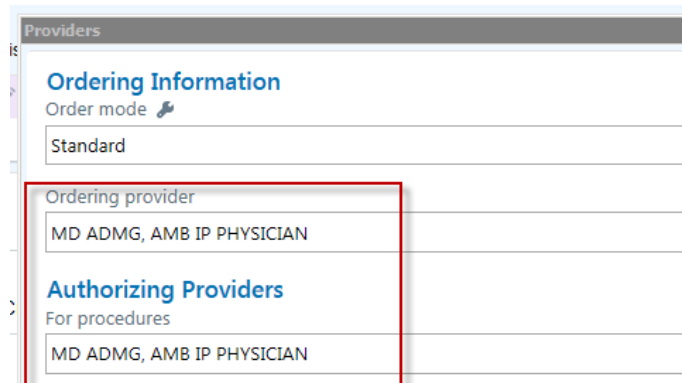 Providers
is
Ordering Information
Order mode
Standard
Ordering provider
MD ADMG, AMB IP PHYSICIAN
Authorizing Providers
For procedures
MD ADMG, AMB IP PHYSICIAN